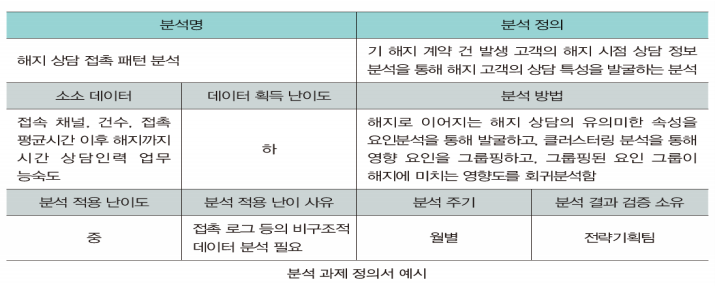 분석명
분석 정의
해지 상담 접촉 패턴 분석
기 해지 계약 건 발생 고객의 해지 시점 상담 정보
분석을 통해 해지 고객의 상담 특성을 발굴하는 분석
소소 데이터
데이터 획득 난이도
분석 방법
접속 채널, 건수, 접촉
평균시간 이후 해지까지
시간 상담인력 업무
능숙도
하
해지로 이어지는 해지 상담의 유의미한 속성을
요인분석을 통해 발굴하고, 클러스터링 분석을 통해
영향 요인을 그룹핑하고, 그룹핑된 요인 그룹이
해지에 미치는 영향도를 회귀분석함
분석 적용 난이도
분석 적용 난이 사유
분석 주기
분석 결과 검증 소유
중
접촉 로그 등의 비구조적
데이터 분석 필요
월별
전략기획팀
분석 과제 정의서 예시